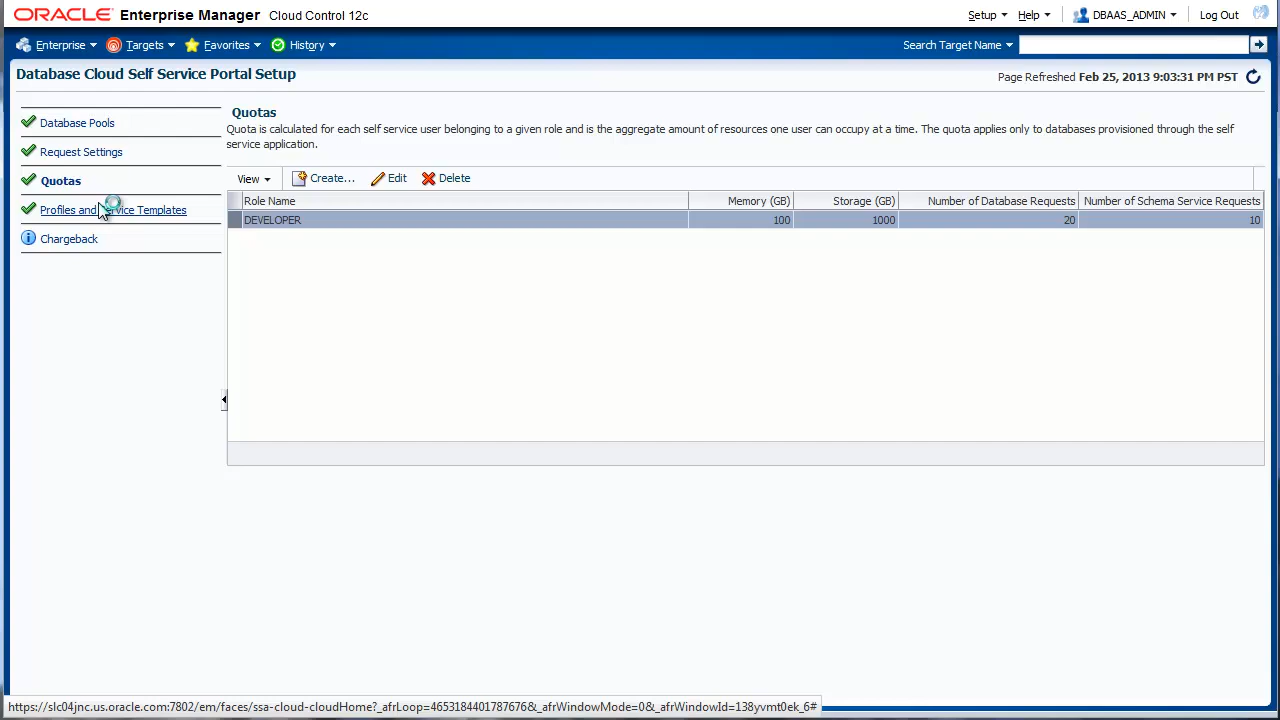 ORACLE Enterprise Manager Cloud Control 12c
Setup Help DBAAS_ADMIN Log Out
Enterprise Targets Favorites History Search Target Name
Database Cloud Self Service Portal Setup
Page Refreshed Feb 25, 2013 9:03:31 PM PST
Database Pools
Request Settings
Quotas
Profiles and Service Templates
Chargeback
Quotas
Quota is calculated for each self service user belonging to a given role and is the aggregate amount of resources one user can occupy at a time. The quota applies only to databases provisioned through the self
service application.
View Create... Edit Delete
Role Name Memory (GB) Storage (GB) Number of Database Requests Number of Schema Service Requests
DEVELOPER 100 1000 20 10
https://slc04jnc.us.oracle.com:7802/em/faces/ssa-cloud-cloudHome?_afrLoop=465318440178767​6&_afrWindowMode=0&_afrWindowId=138yvmt0ek_6#